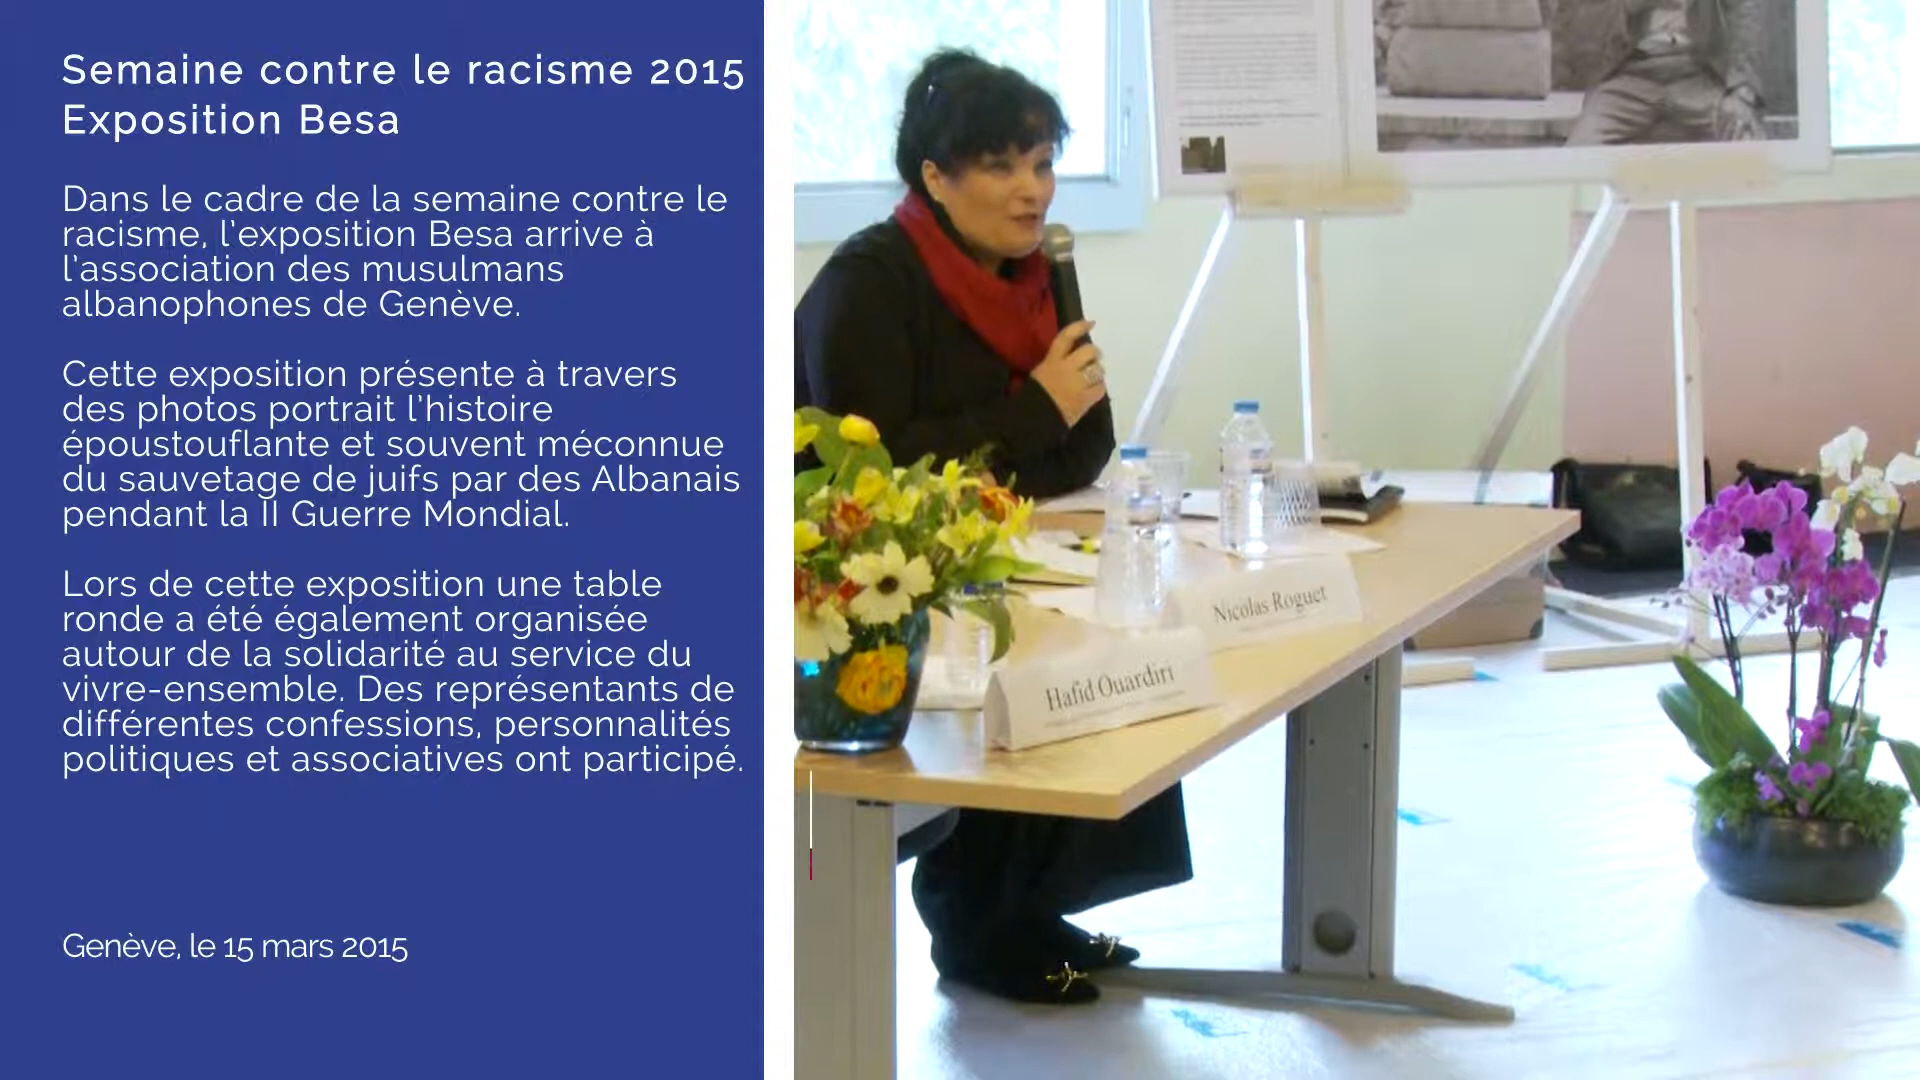 Semaine contre le racisme 2015
Exposition Besa
Dans le cadre de la semaine contre le
racisme, l'exposition Besa arrive à
l'association des musulmans
albanophones de Genève.
Cette exposition présente à travers
des photos portrait l'histoire
époustouflante et souvent méconnue
du sauvetage de juifs par des Albanais
pendant la II Guerre Mondial.
Lors de cette exposition une table
ronde a été également organisée
autour de la solidarité au service du
vivre-ensemble. Des représentants de
différentes confessions, personnalités
politiques et associatives ont participé.
Genève, le 15 mars 2015
Nicolas Roguet
Hafid Ouardiri